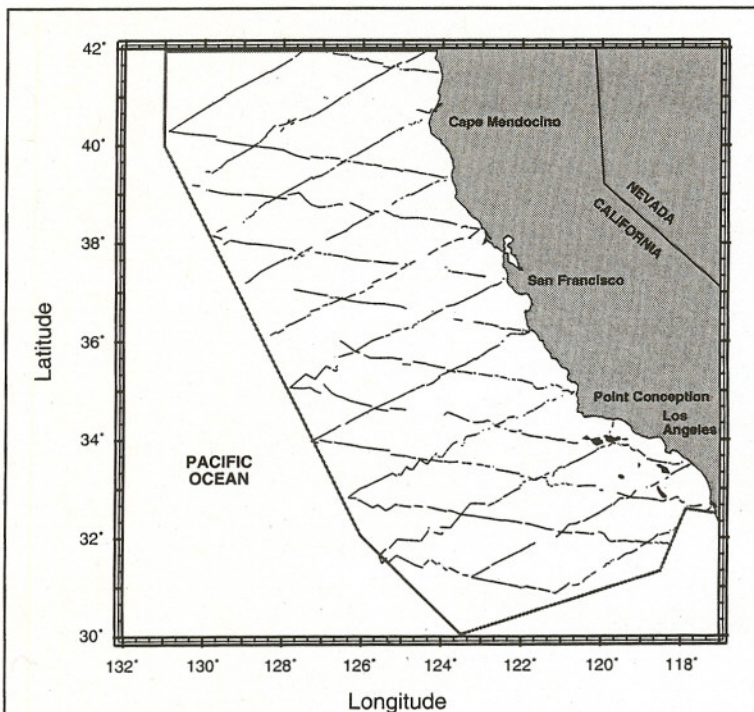 42°
40°
38°
36°
34°
32°
30°
Latitude
Cape Mendocino
NEVADA
CALIFORNIA
San Francisco
Point Conception
Los
Angeles
PACIFIC
OCEAN
132°
130°
128°
126°
124°
122°
120°
118°
Longitude